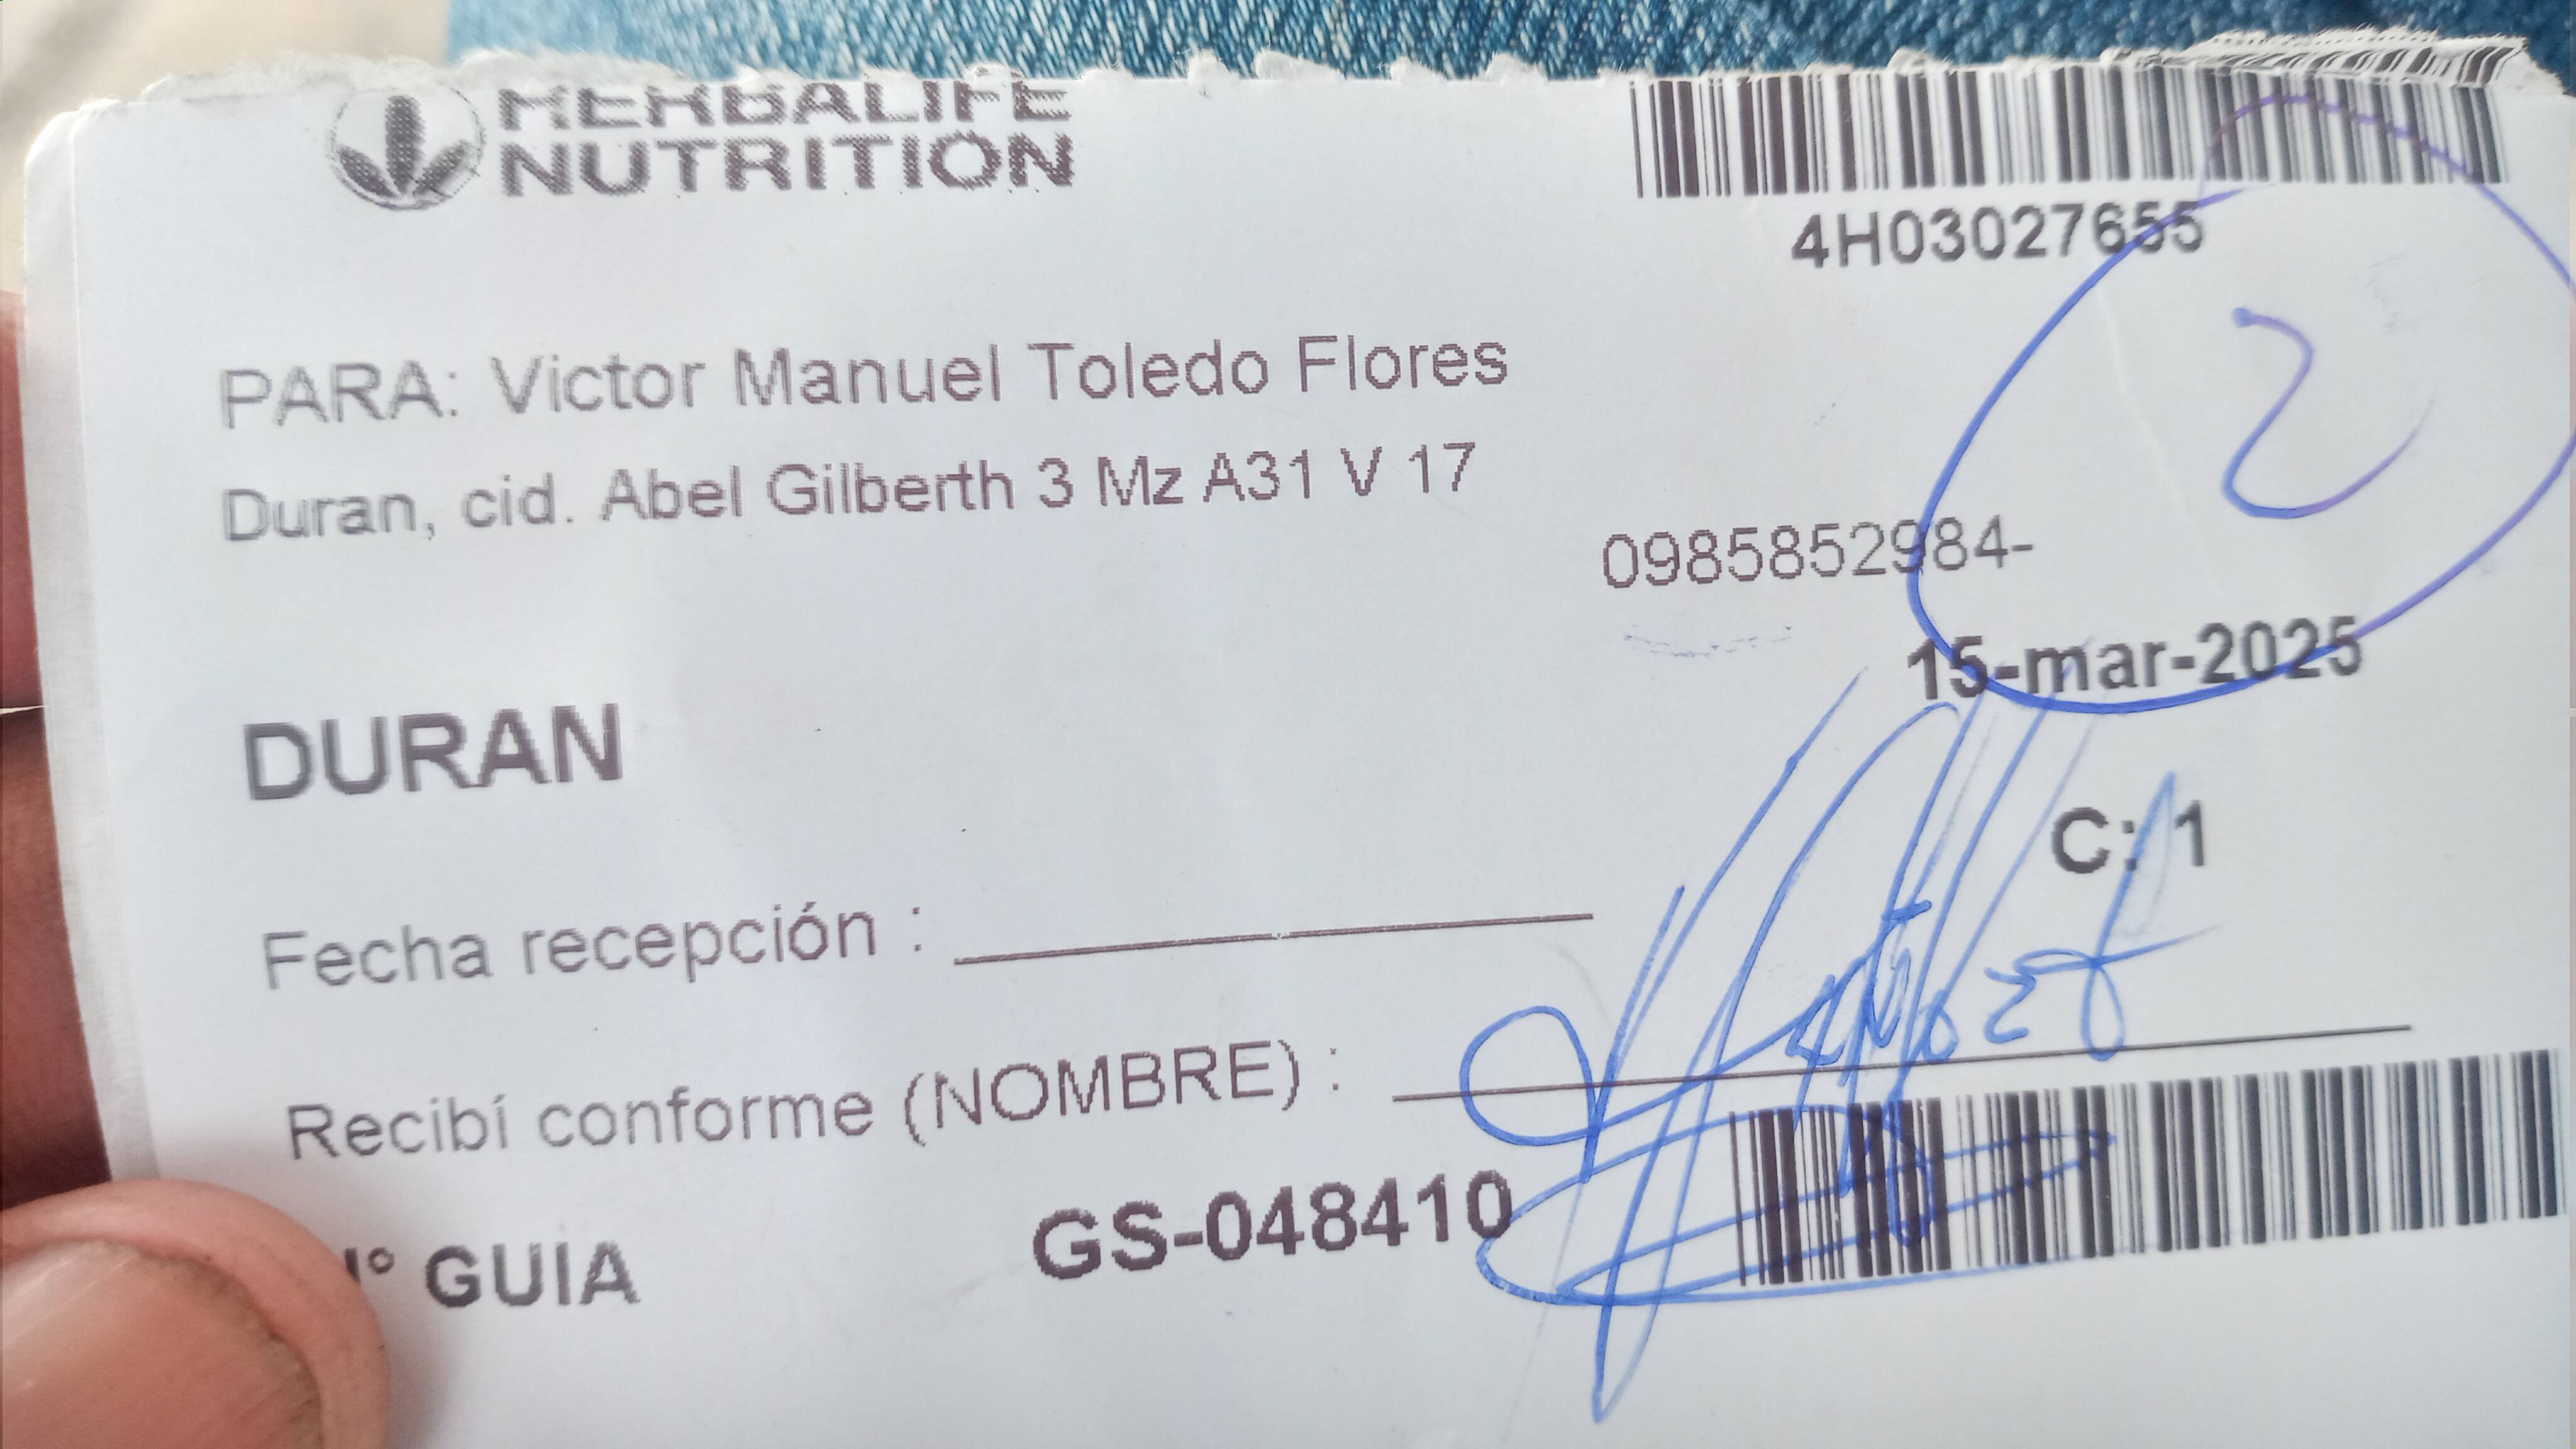 HERBALIFE
NUTRITION
4H03027655
PARA: Victor Manuel Toledo Flores
Duran, cid. Abel Gilberth 3 Mz A31 V 17
2
0985852984-
15-mar-2025
DURAN
C: 1
Fecha recepción :
Recibí conforme (NOMBRE) :
GUIA GS-048410